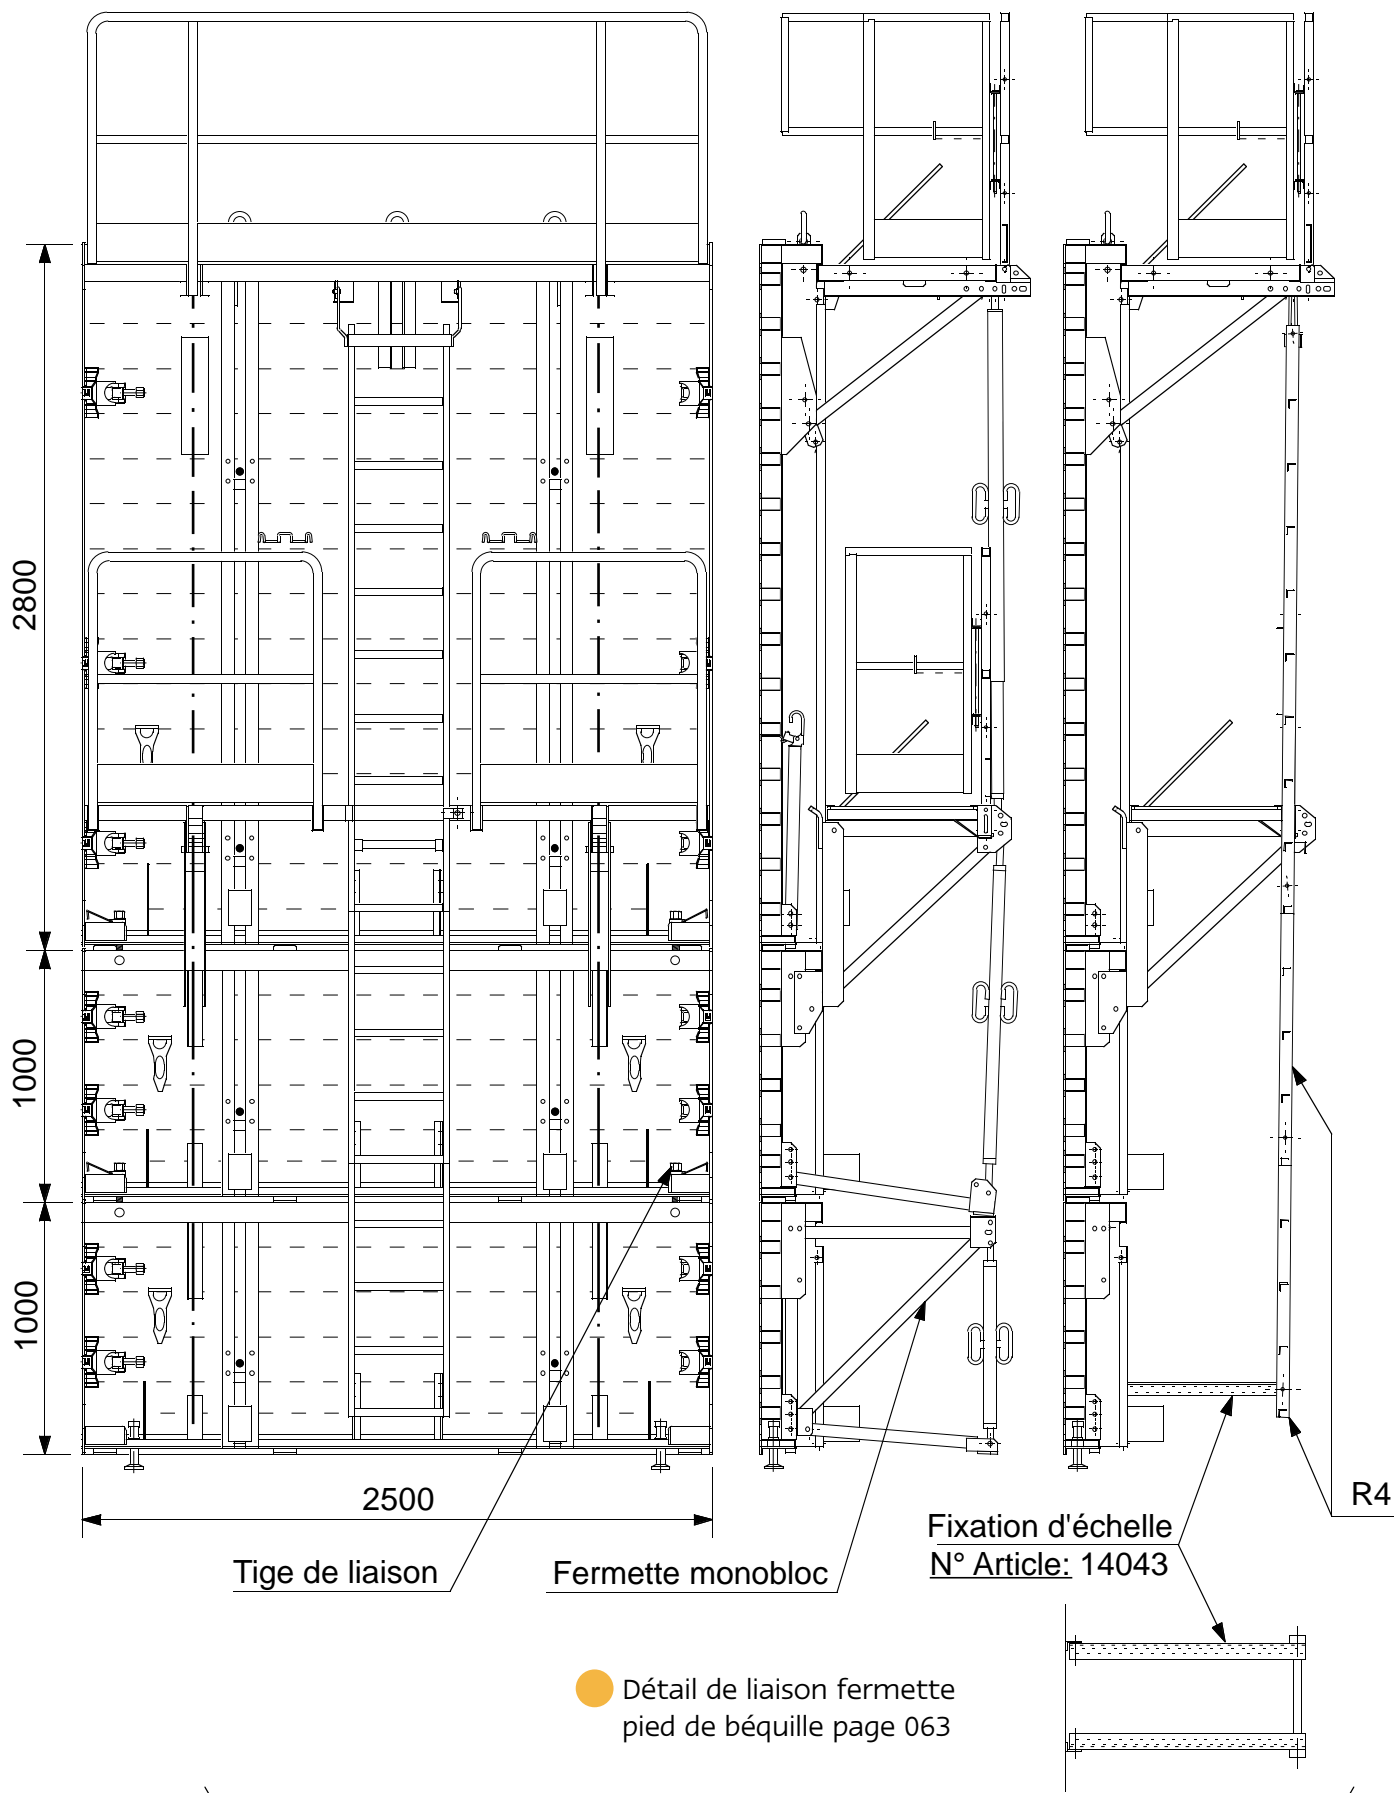 2800
1000
1000
2500
R4
Fixation d'échelle
N° Article: 14043
Tige de liaison
Fermette monobloc
Détail de liaison fermette
pied de béquille page 063